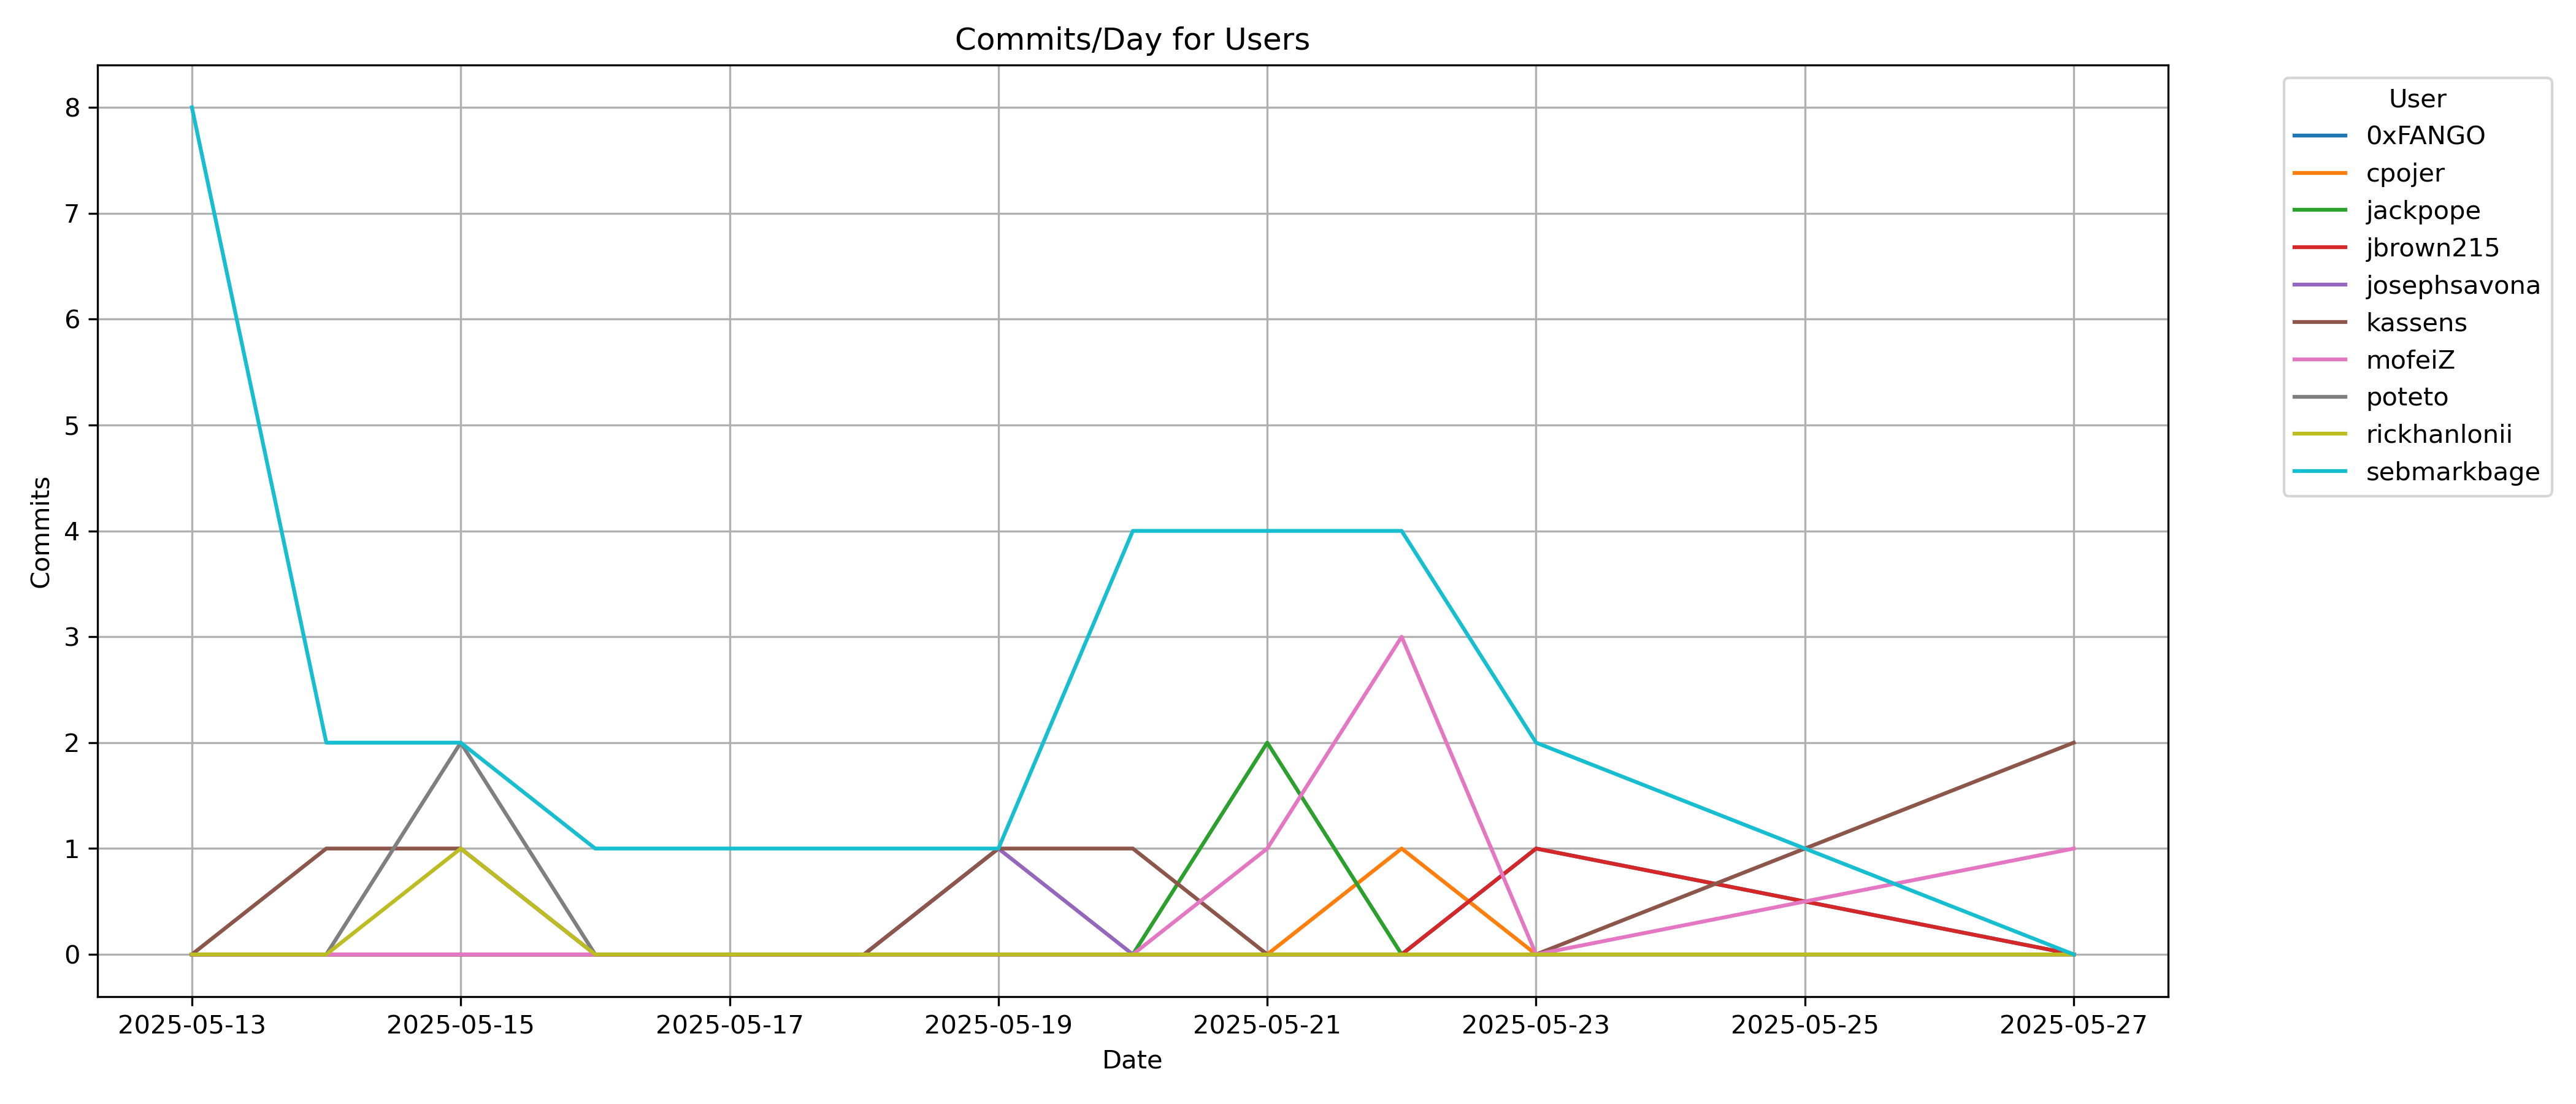 Commits/Day for Users
8
7
6
5
4
3
2
1
0
Commits
2025-05-13
2025-05-15
2025-05-17
2025-05-19
2025-05-21
2025-05-23
2025-05-25
2025-05-27
Date
User
0xFANGO
cpojer
jackpope
jbrown215
josephsavona
kassens
mofeiZ
poteto
rickhanlonii
sebmarkbage